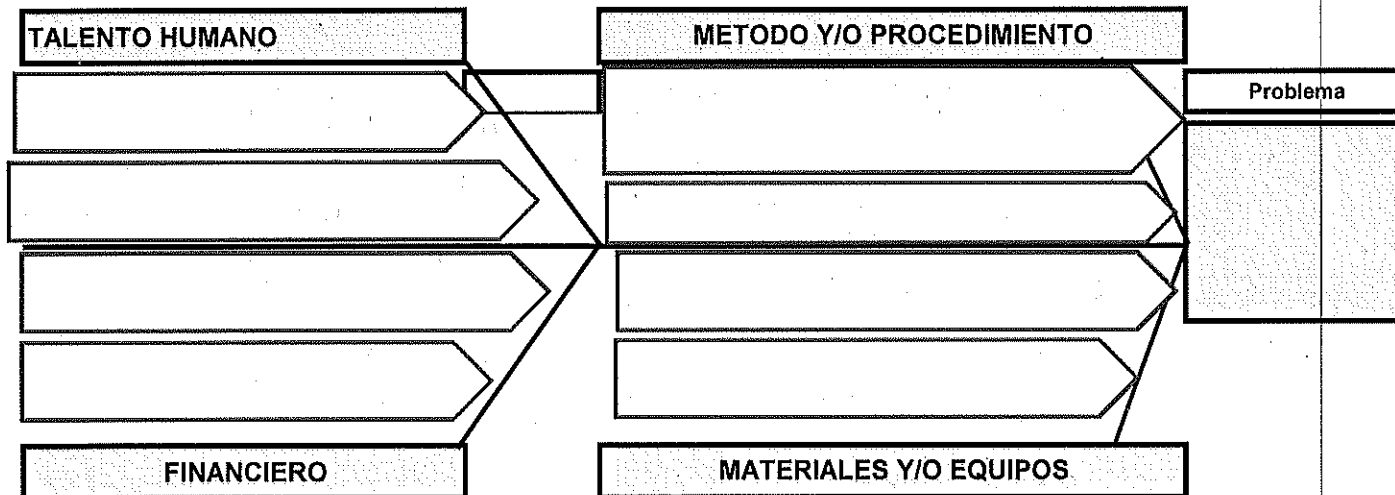 TALENTO HUMANO
METODO Y/O PROCEDIMIENTO
Problema
FINANCIERO
MATERIALES Y/O EQUIPOS